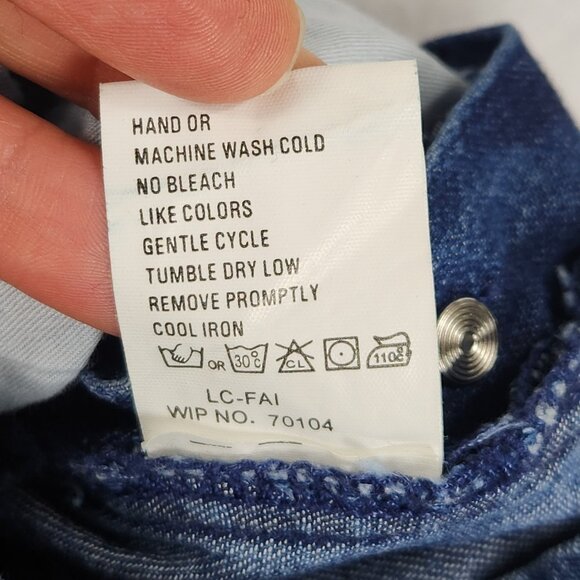 HAND OR
MACHINE WASH COLD
NO BLEACH
LIKE COLORS
GENTLE CYCLE
TUMBLE DRY LOW
REMOVE PROMPTLY
COOL IRON
OR 30°C CL 110°C
LC-FAI
WIP NO. 70104